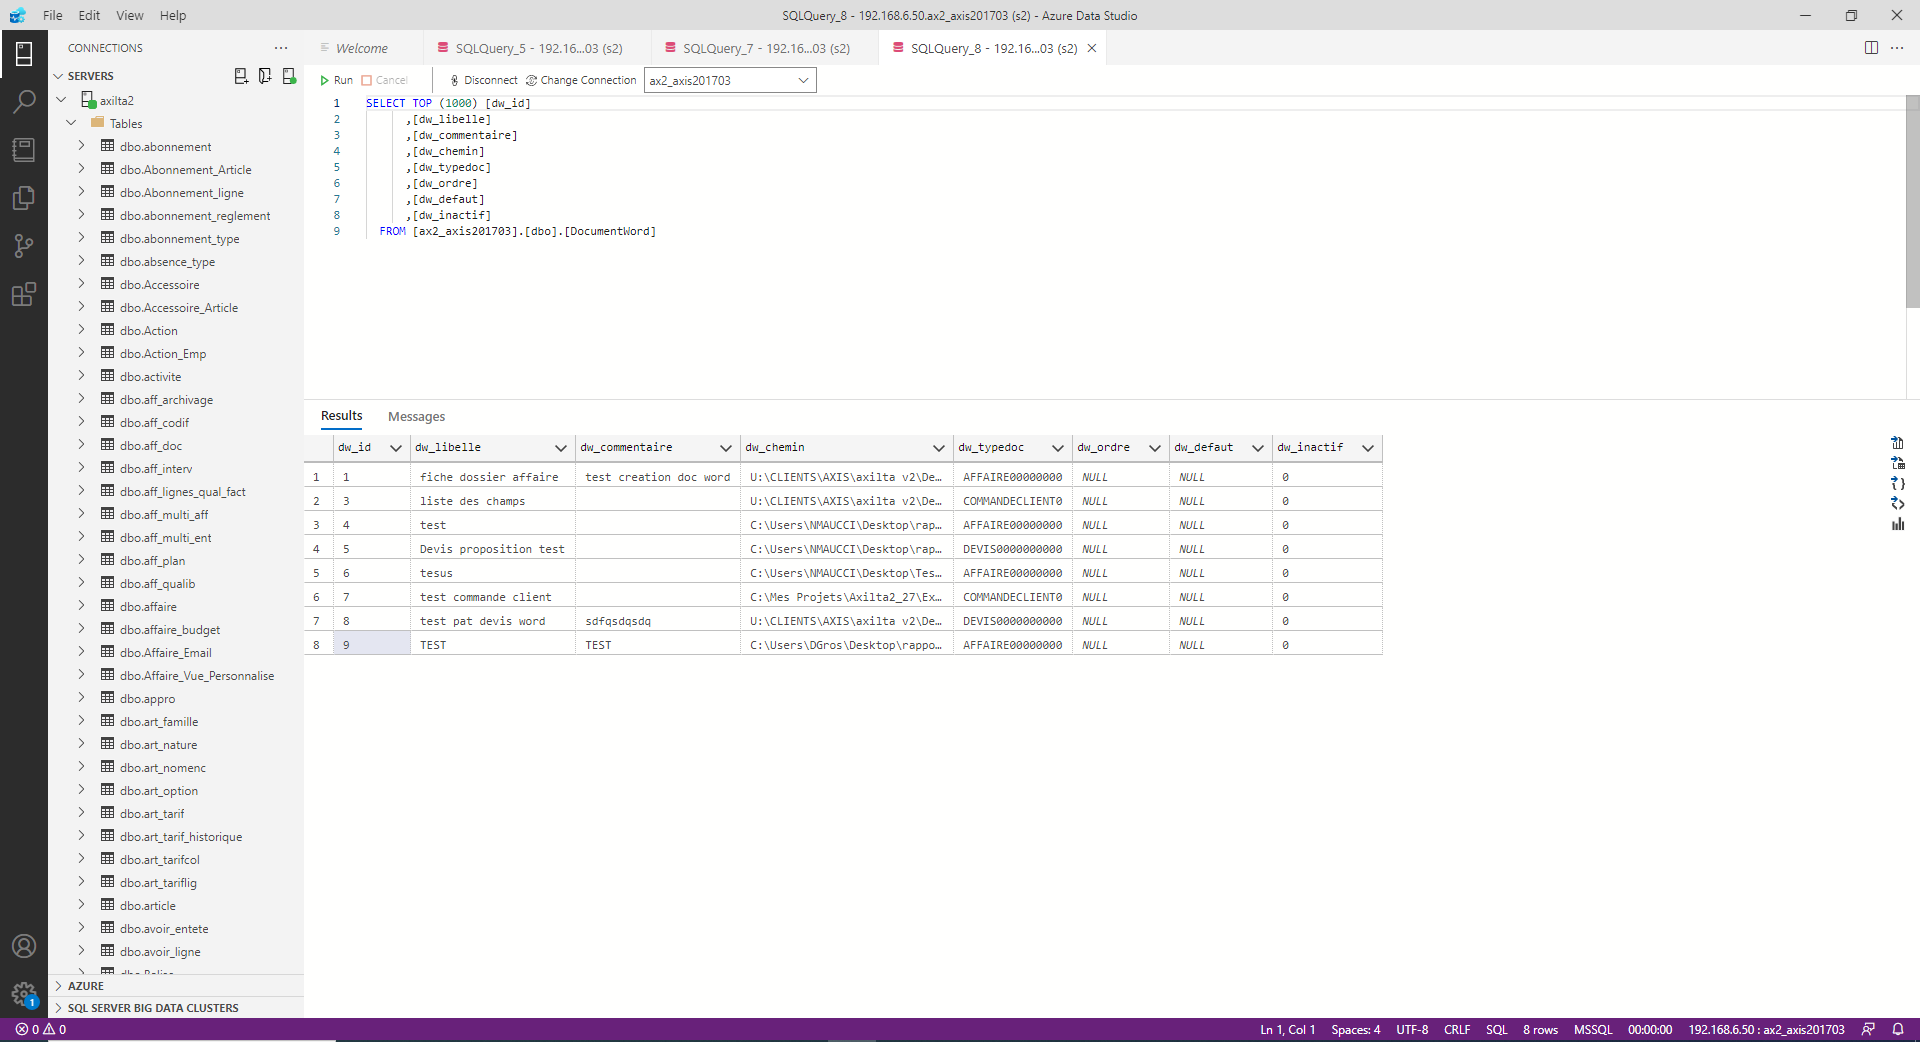 File Edit View Help
SQLQuery_8 - 192.168.6.50.ax2_axis201703 (s2) - Azure Data Studio
CONNECTIONS
SERVERS
axilta2
Tables
dbo.abonnement
dbo.Abonnement_Article
dbo.Abonnement_ligne
dbo.abonnement_reglement
dbo.abonnement_type
dbo.absence_type
dbo.Accessoire
dbo.Accessoire_Article
dbo.Action
dbo.Action_Emp
dbo.activite
dbo.aff_archivage
dbo.aff_codif
dbo.aff_doc
dbo.aff_interv
dbo.aff_lignes_qual_fact
dbo.aff_multi_aff
dbo.aff_multi_ent
dbo.aff_plan
dbo.aff_qualib
dbo.affaire
dbo.affaire_budget
dbo.Affaire_Email
dbo.Affaire_Vue_Personnalise
dbo.appro
dbo.art_famille
dbo.art_nature
dbo.art_nomenc
dbo.art_option
dbo.art_tarif
dbo.art_tarif_historique
dbo.art_tarifcol
dbo.art_tariflig
dbo.article
dbo.avoir_entete
dbo.avoir_ligne
AZURE
SQL SERVER BIG DATA CLUSTERS
1
Welcome
SQLQuery_5 - 192.16...03 (s2)
SQLQuery_7 - 192.16...03 (s2)
SQLQuery_8 - 192.16...03 (s2)
Run Cancel Disconnect Change Connection ax2_axis201703
1 SELECT TOP (1000) [dw_id]
2 ,[dw_libelle]
3 ,[dw_commentaire]
4 ,[dw_chemin]
5 ,[dw_typedoc]
6 ,[dw_ordre]
7 ,[dw_defaut]
8 ,[dw_inactif]
9 FROM [ax2_axis201703].[dbo].[DocumentWord]
Results Messages
dw_id dw_libelle dw_commentaire dw_chemin dw_typedoc dw_ordre dw_defaut dw_inactif
1 1 fiche dossier affaire test creation doc word U:\CLIENTS\AXIS\axilta v2\De… AFFAIRE00000000 NULL NULL 0
2 3 liste des champs U:\CLIENTS\AXIS\axilta v2\De… COMMANDECLIENT0 NULL NULL 0
3 4 test C:\Users\NMAUCCI\Desktop\rap… AFFAIRE00000000 NULL NULL 0
4 5 Devis proposition test C:\Users\NMAUCCI\Desktop\rap… DEVIS0000000000 NULL NULL 0
5 6 tesus C:\Users\NMAUCCI\Desktop\Tes… AFFAIRE00000000 NULL NULL 0
6 7 test commande client C:\Mes Projets\Axilta2_27\Ex… COMMANDECLIENT0 NULL NULL 0
7 8 test pat devis word sdfqsdqsdq U:\CLIENTS\AXIS\axilta v2\De… DEVIS0000000000 NULL NULL 0
8 9 TEST TEST C:\Users\DGros\Desktop\rappo… AFFAIRE00000000 NULL NULL 0
0 0 Ln 1, Col 1 Spaces: 4 UTF-8 CRLF SQL 8 rows MSSQL 00:00:00 192.168.6.50 : ax2_axis201703